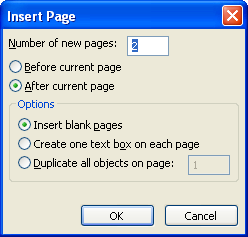 Insert Page
Number of new pages: 2
Before current page
After current page
Options
Insert blank pages
Create one text box on each page
Duplicate all objects on page: 1
OK Cancel